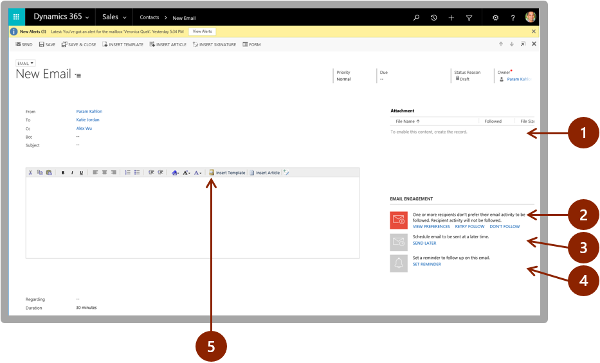 Dynamics 365 Sales Contacts > New Email
New Alerts (1) Latest: You've got an alert for the mailbox 'Veronica Quek'. Yesterday 5:04 PM View Alerts
SEND SAVE SAVE & CLOSE INSERT TEMPLATE INSERT ARTICLE INSERT SIGNATURE FORM
EMAIL
New Email
Priority Due Status Reason Owner*
Normal -- Draft
From
To Katie Jordan
Cc Alex Wu
Bcc --
Subject --
Attachment
File Name Followed File Siz
To enable this content, create the record.
1
B I U Insert Template Insert Article
EMAIL ENGAGEMENT
One or more recipients don't prefer their email activity to be
followed. Recipient activity will not be followed.
VIEW PREFERENCES RETRY FOLLOW DON'T FOLLOW
2
Schedule email to be sent at a later time.
SEND LATER
3
Set a reminder to follow up on this email.
SET REMINDER
4
Regarding --
Duration 30 minutes
5